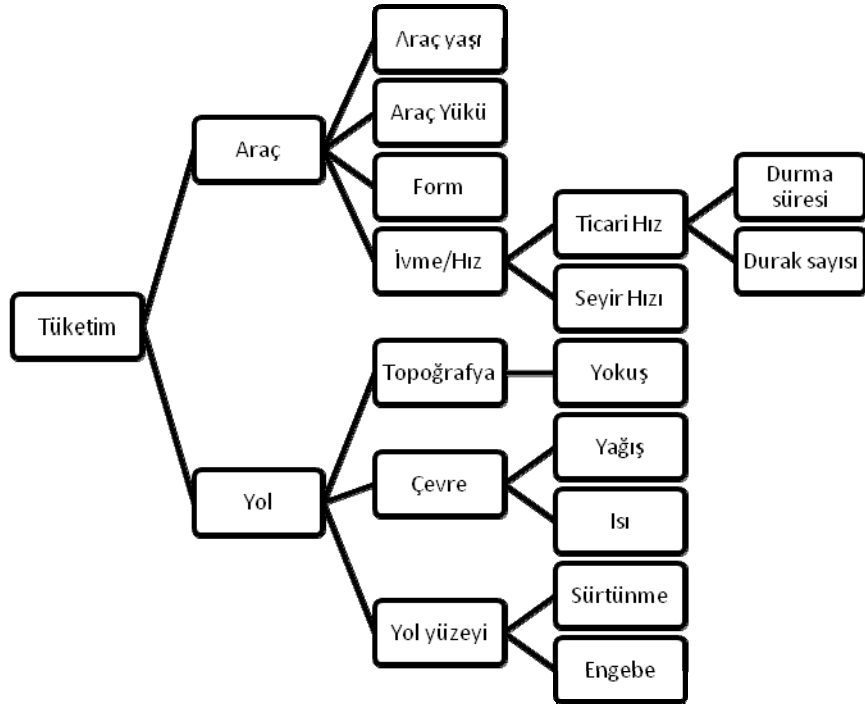 Araç yaşı
Araç
Araç Yükü
Form
İvme/Hız
Ticari Hız
Durma
süresi
Durak sayısı
Seyir Hızı
Tüketim
Topoğrafya
Yokuş
Yol
Çevre
Yağış
Isı
Yol yüzeyi
Sürtünme
Engebe